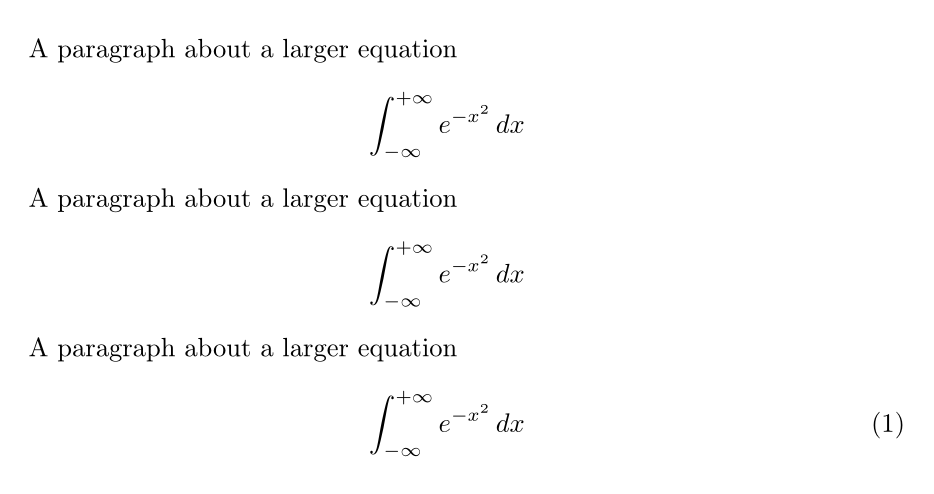 A paragraph about a larger equation
∫_{−∞}^{+∞} e^{−x^2} dx
A paragraph about a larger equation
∫_{−∞}^{+∞} e^{−x^2} dx
A paragraph about a larger equation
∫_{−∞}^{+∞} e^{−x^2} dx (1)